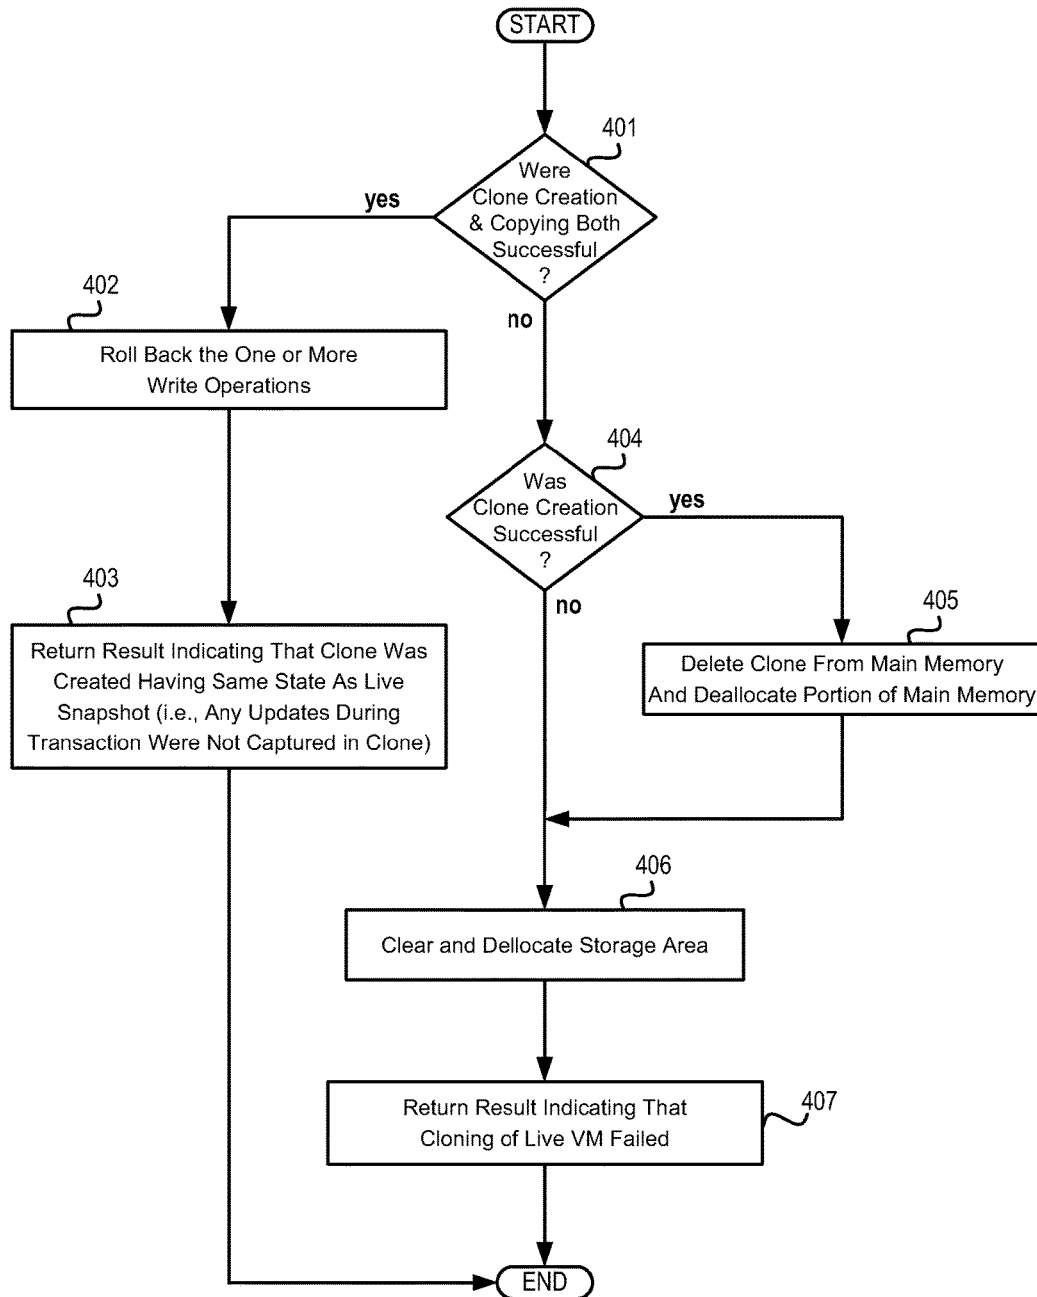 START
401
Were
Clone Creation
& Copying Both
Successful
?
yes
no
402
Roll Back the One or More
Write Operations
404
Was
Clone Creation
Successful
?
yes
no
403
Return Result Indicating That Clone Was
Created Having Same State As Live
Snapshot (i.e., Any Updates During
Transaction Were Not Captured in Clone)
405
Delete Clone From Main Memory
And Deallocate Portion of Main Memory
406
Clear and Dellocate Storage Area
Return Result Indicating That
Cloning of Live VM Failed
407
END